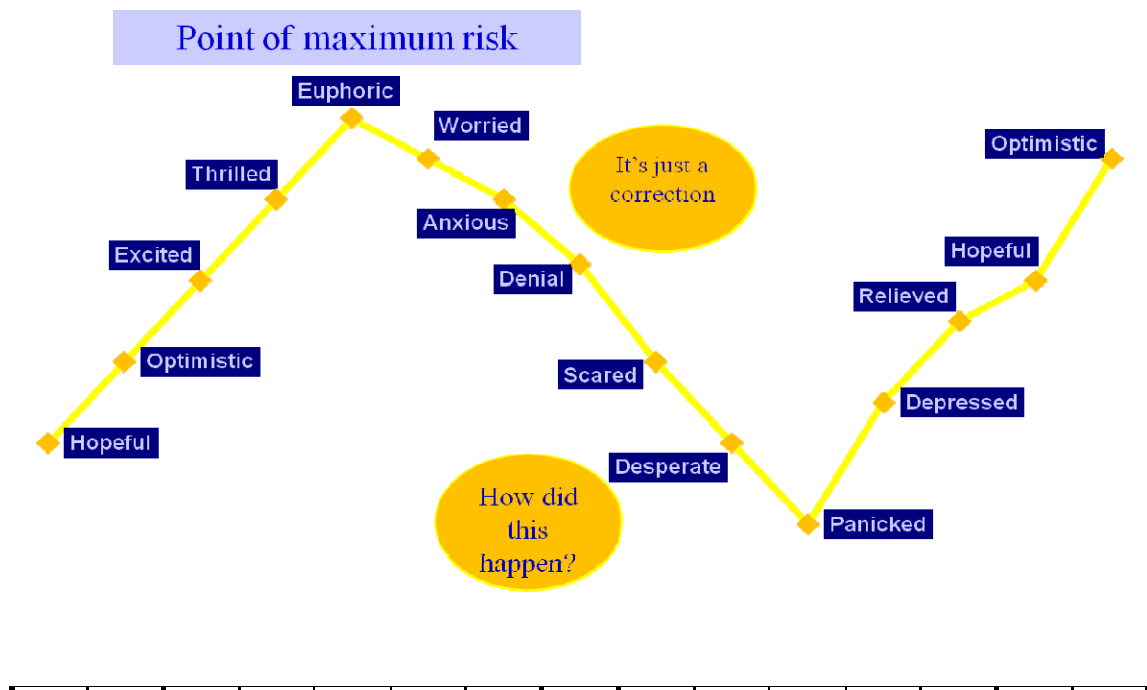 Point of maximum risk
Euphoric
Worried
Thrilled
It's just a
correction
Optimistic
Anxious
Excited
Denial
Hopeful
Relieved
Optimistic
Scared
Depressed
Hopeful
Desperate
How did
this
happen?
Panicked